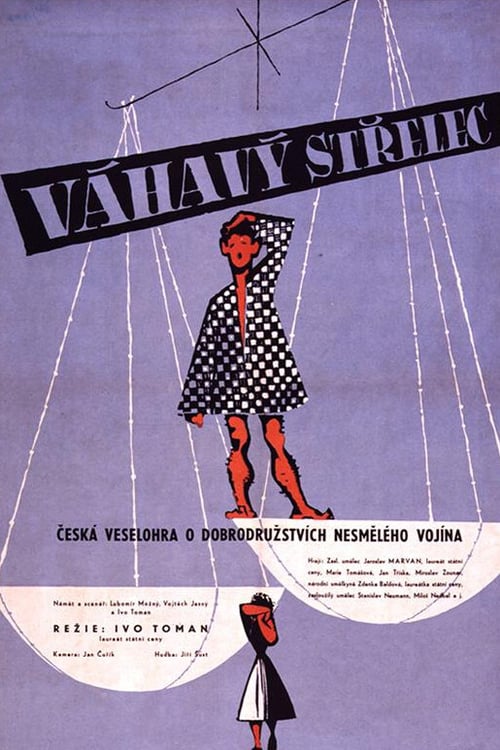 VÁHAVÝ STŘELEC
ČESKÁ VESELOHRA O DOBRODRUŽSTVÍCH NESMĚLÉHO VOJÍNA
Hrají: Zasl. umělec Jaroslav MARVAN, laureát státní
ceny, Marie Tomášová, Jan Tříska, Miroslav Zounar,
národní umělkyně Zdenka Baldová, laureátka státní ceny,
zasloužilý umělec Stanislav Neumann, Miloš Nedbal a j.
Námět a scénář: Lubomír Možný, Vojtěch Jasný
a Ivo Toman
REŽIE: IVO TOMAN
laureát státní ceny
Kamera: Jan Čuřík Hudba: Jiří Šust